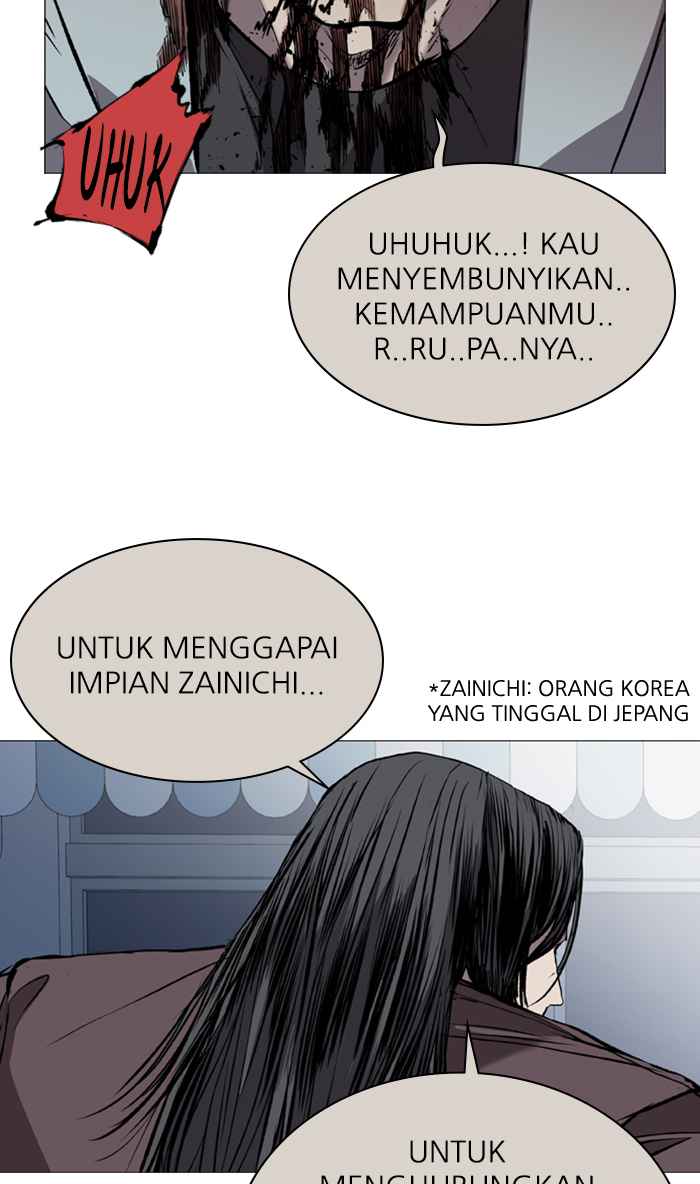 UHUK
UHUHUK...! KAU
MENYEMBUNYIKAN..
KEMAMPUANMU..
R..RU..PA..NYA..
UNTUK MENGGAPAI
IMPIAN ZAINICHI...
*ZAINICHI: ORANG KOREA
YANG TINGGAL DI JEPANG
UNTUK
MENGHUBUNGKAN